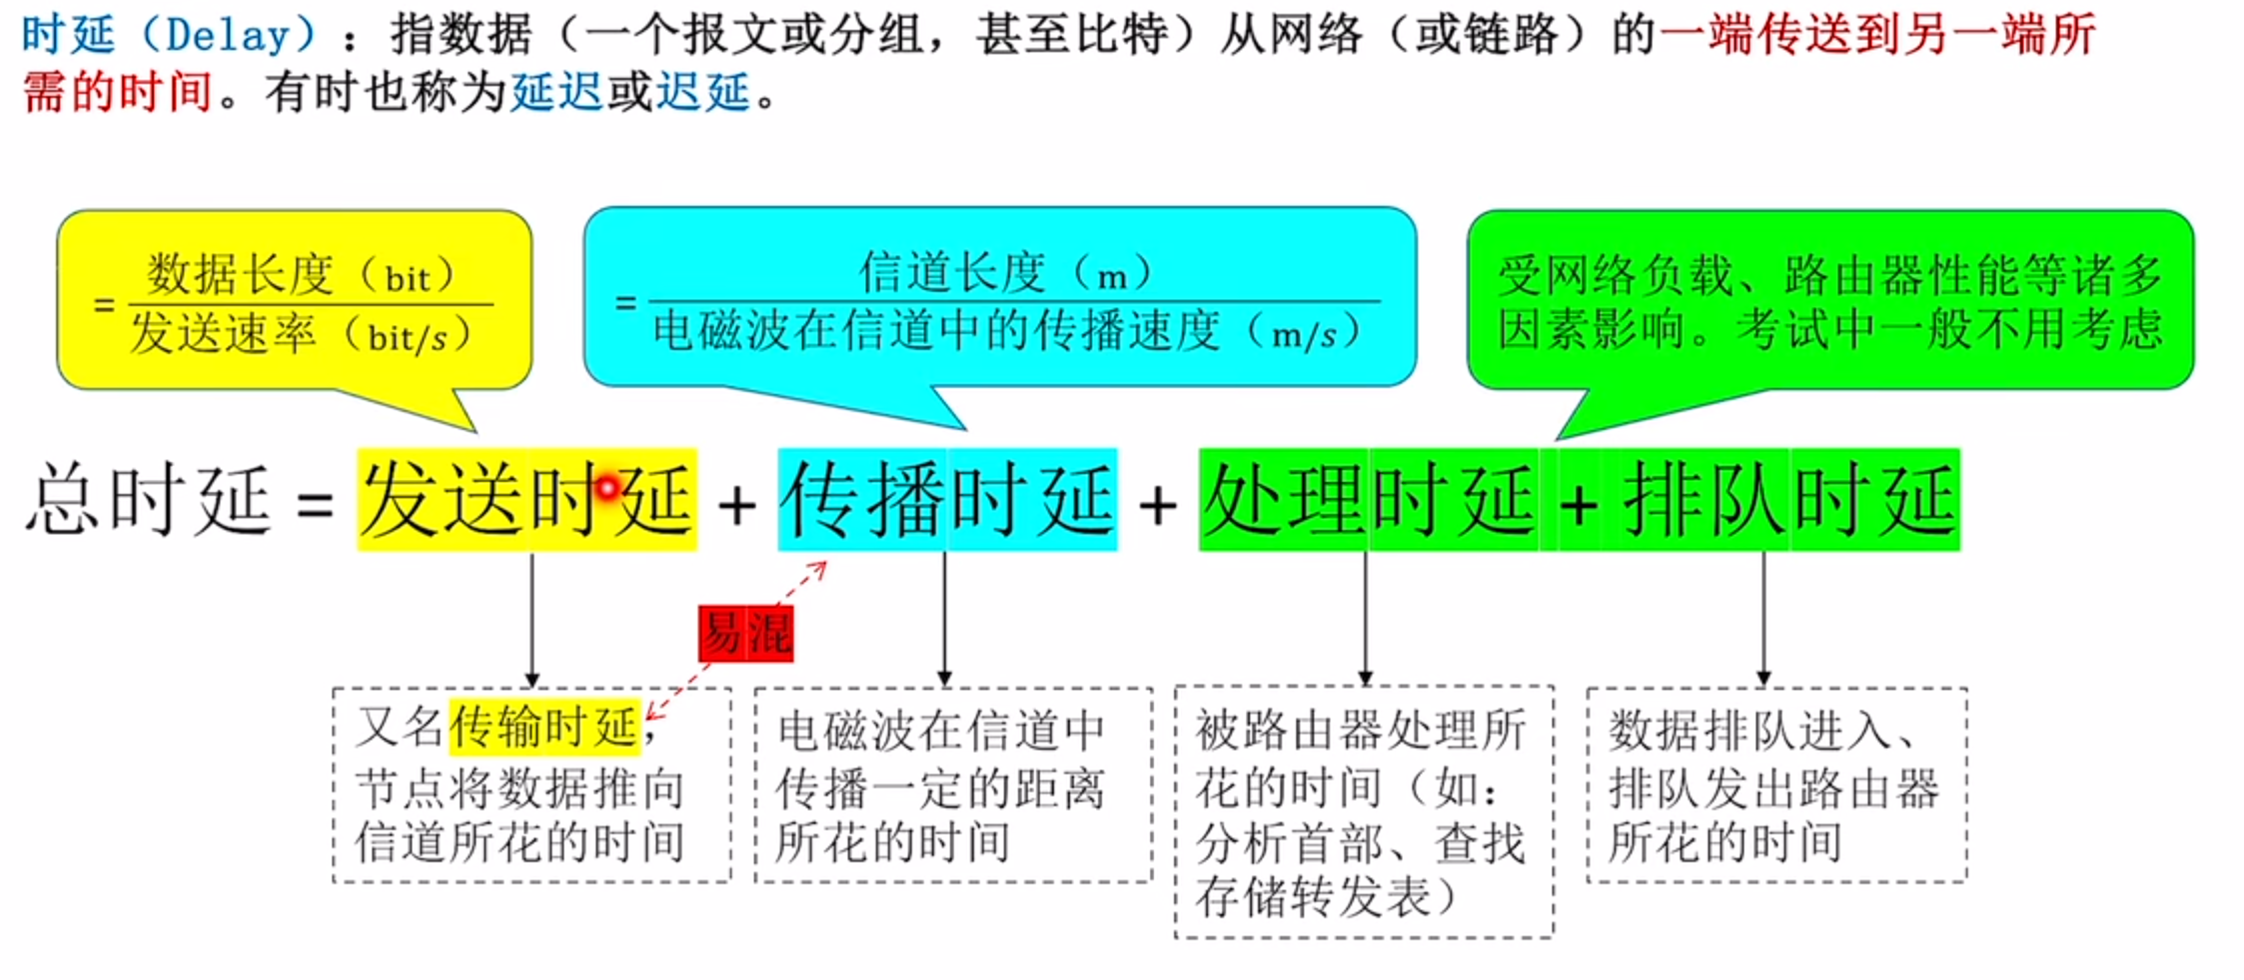 时延（Delay）：指数据（一个报文或分组，甚至比特）从网络（或链路）的一端传送到另一端所
需的时间。有时也称为延迟或迟延。
= 数据长度（bit）
发送速率（bit/s）
= 信道长度（m）
电磁波在信道中的传播速度（m/s）
受网络负载、路由器性能等诸多
因素影响。考试中一般不用考虑
总时延 = 发送时延 + 传播时延 + 处理时延 + 排队时延
易混
又名传输时延，
节点将数据推向
信道所花的时间
电磁波在信道中
传播一定的距离
所花的时间
被路由器处理所
花的时间（如：
分析首部、查找
存储转发表）
数据排队进入、
排队发出路由器
所花的时间